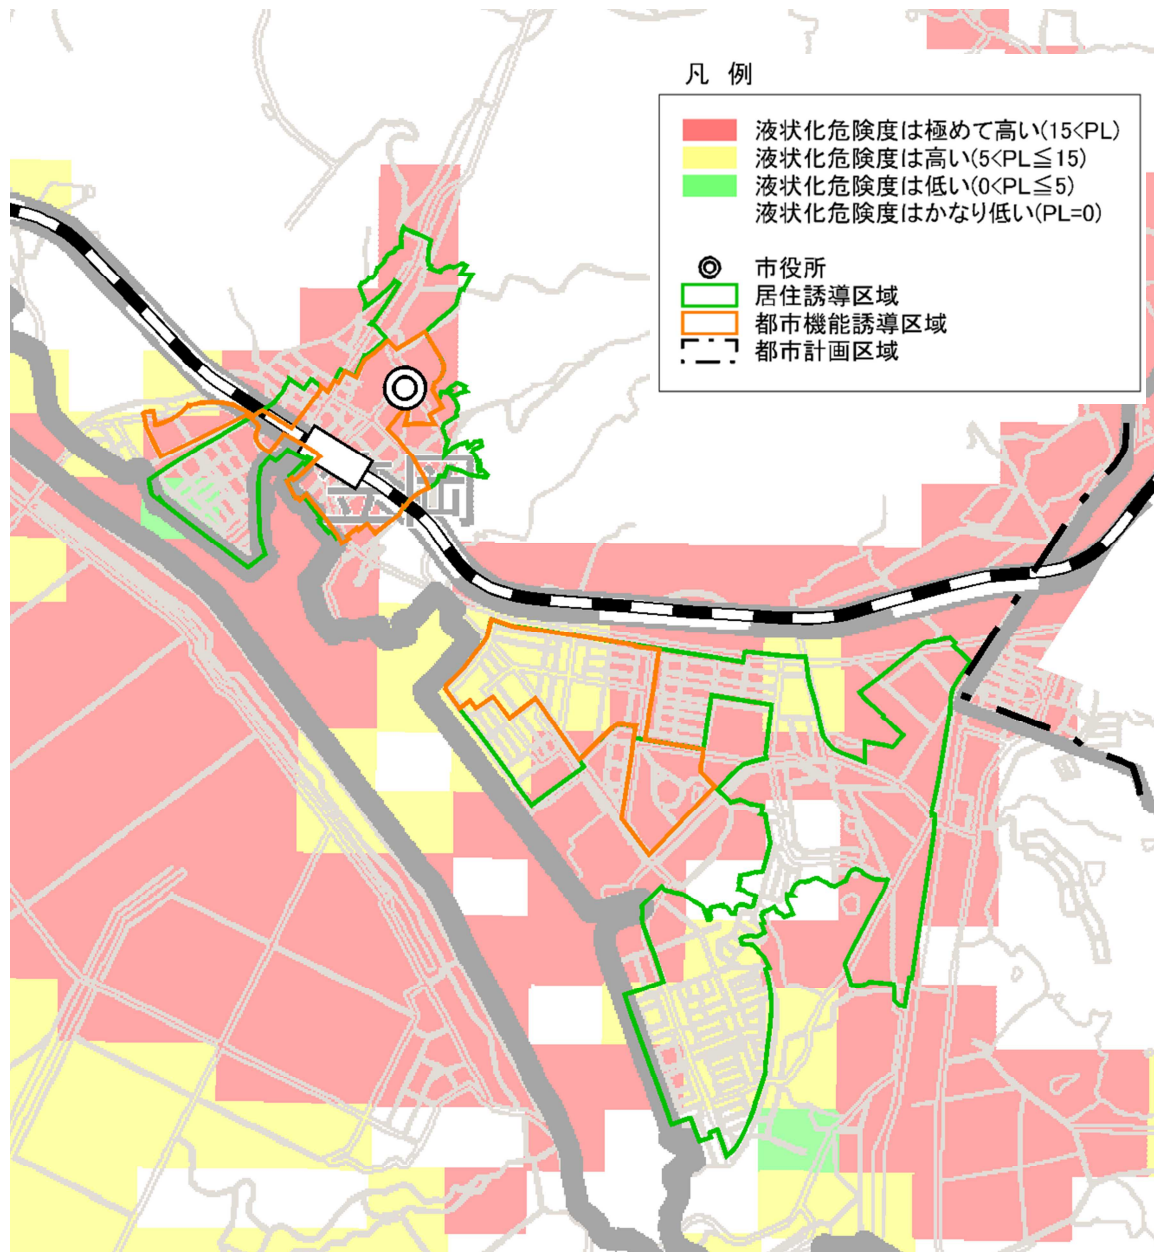 凡 例
液状化危険度は極めて高い(15<PL)
液状化危険度は高い(5<PL≦15)
液状化危険度は低い(0<PL≦5)
液状化危険度はかなり低い(PL=0)
市役所
居住誘導区域
都市機能誘導区域
都市計画区域
笠岡